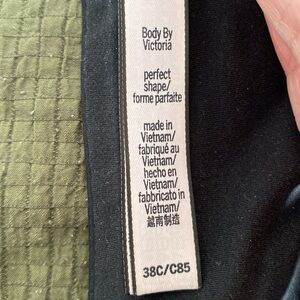 Body By
Victoria
perfect
shape/
forme parfaite
made in
Vietnam/
fabriqué au
Vietnam/
hecho en
Vietnam/
fabbricato in
Vietnam/
越南制造
38C/C85